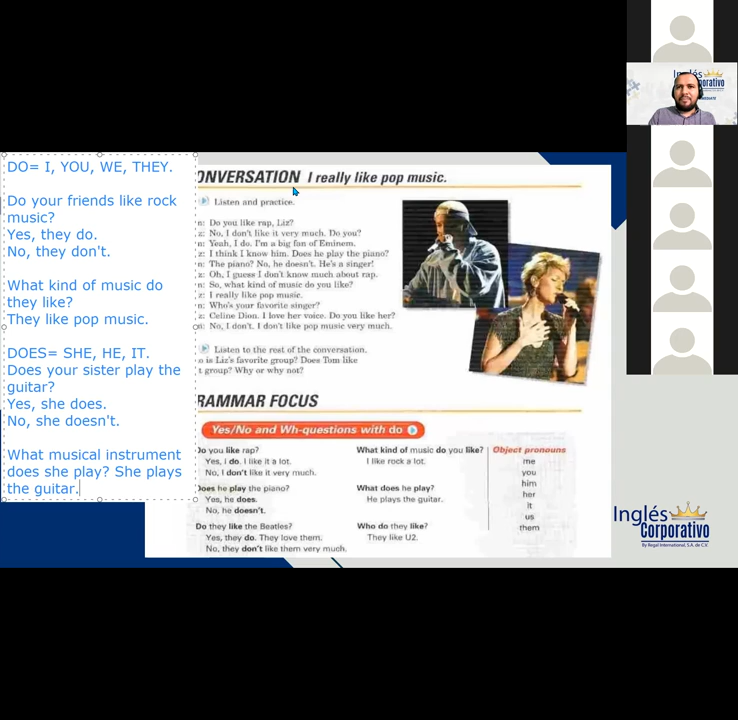 DO= I, YOU, WE, THEY.
Do your friends like rock
music?
Yes, they do.
No, they don't.
What kind of music do
they like?
They like pop music.
DOES= SHE, HE, IT.
Does your sister play the
guitar?
Yes, she does.
No, she doesn't.
What musical instrument
does she play? She plays
the guitar.
ONVERSATION I really like pop music.
Listen and practice.
n: Do you like rap, Liz?
z: No, I don't like it very much. Do you?
n: Yeah, I do. I'm a big fan of Eminem.
z: I think I know him. Does he play the piano?
n: The piano? No, he doesn't. He's a singer!
z: Oh, I guess I don't know much about rap.
n: So, what kind of music do you like?
z: I really like pop music.
n: Who's your favorite singer?
z: Celine Dion. I love her voice. Do you like her?
n: No, I don't. I don't like pop music very much.
Listen to the rest of the conversation.
n is Liz's favorite group? Does Tom like
t group? Why or why not?
RAMMAR FOCUS
Yes/No and Wh-questions with do
Do you like rap?
Yes, I do. I like it a lot.
No, I don't like it very much.
Does he play the piano?
Yes, he does.
No, he doesn't.
Do they like the Beatles?
Yes, they do. They love them.
No, they don't like them very much.
What kind of music do you like?
I like rock a lot.
What does he play?
He plays the guitar.
Who do they like?
They like U2.
Object pronouns
me
you
him
her
it
us
them
Inglés
Corporativo
By Regal International, S.A. de C.V.
Inglés
rporativo